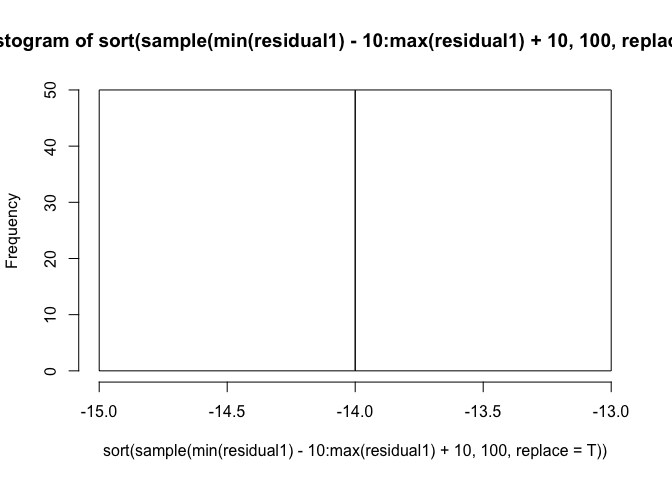 stogram of sort(sample(min(residual1) - 10:max(residual1) + 10, 100, replac
Frequency
50
40
30
20
10
0
-15.0 -14.5 -14.0 -13.5 -13.0
sort(sample(min(residual1) - 10:max(residual1) + 10, 100, replace = T))